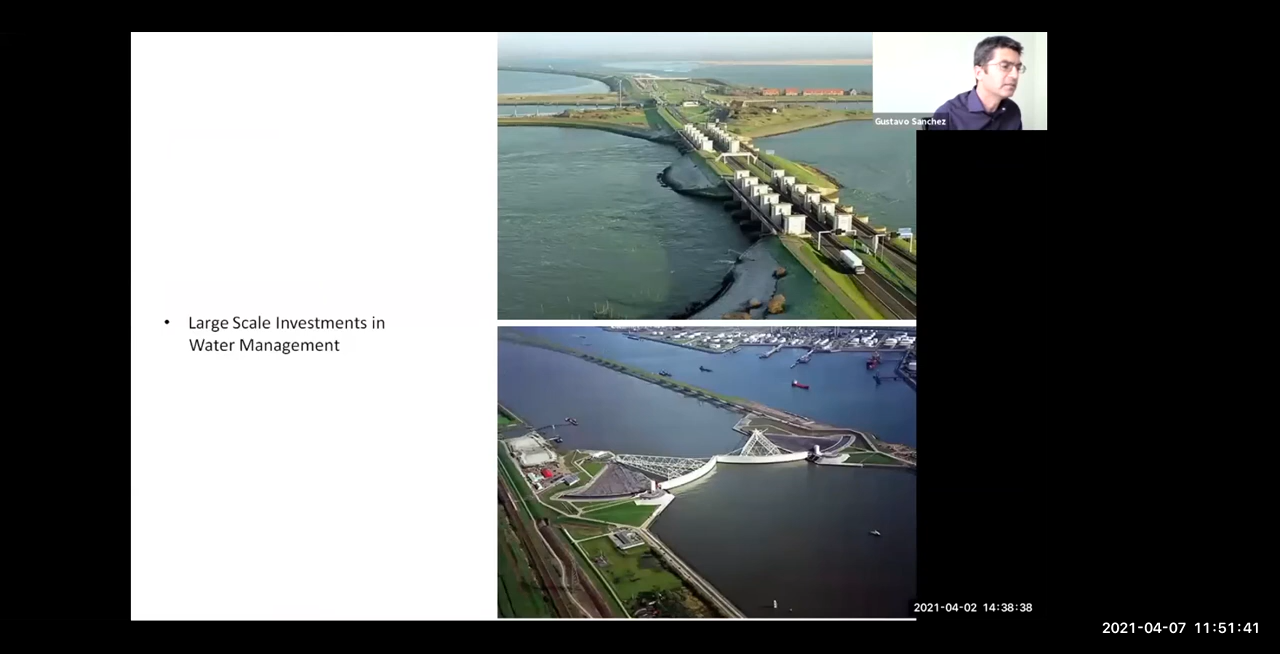 Gustavo Sanchez
• Large Scale Investments in
Water Management
2021-04-02 14:38:38
2021-04-07 11:51:41